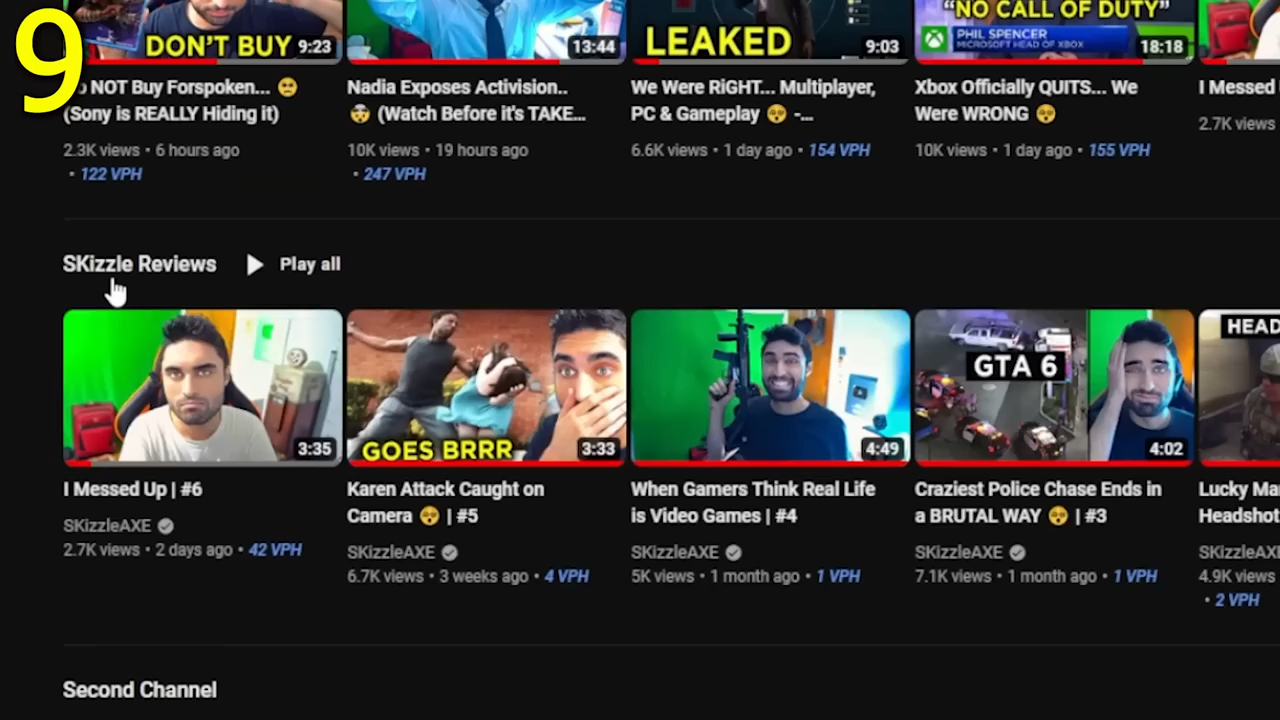 9
DON'T BUY
9:23
13:44
LEAKED
9:03
"NO CALL OF DUTY"
PHIL SPENCER
MICROSOFT HEAD OF XBOX
18:18
NOT Buy Forspoken... 😔
(Sony is REALLY Hiding it)
2.3K views • 6 hours ago
• 122 VPH
Nadia Exposes Activision..
🤯 (Watch Before it's TAKE...
10K views • 19 hours ago
• 247 VPH
We Were RiGHT... Multiplayer,
PC & Gameplay 😳 -...
6.6K views • 1 day ago • 154 VPH
Xbox Officially QUITS... We
Were WRONG 😳
10K views • 1 day ago • 155 VPH
I Messed
2.7K views
SKizzle Reviews
Play all
3:35
GOES BRRR
3:33
4:49
GTA 6
4:02
HEAD
I Messed Up | #6
SKizzleAXE
2.7K views • 2 days ago • 42 VPH
Karen Attack Caught on
Camera 😳 | #5
SKizzleAXE
6.7K views • 3 weeks ago • 4 VPH
When Gamers Think Real Life
is Video Games | #4
SKizzleAXE
5K views • 1 month ago • 1 VPH
Craziest Police Chase Ends in
a BRUTAL WAY 😳 | #3
SKizzleAXE
7.1K views • 1 month ago • 1 VPH
Lucky Ma
Headshot
SKizzleAX
4.9K views
• 2 VPH
Second Channel